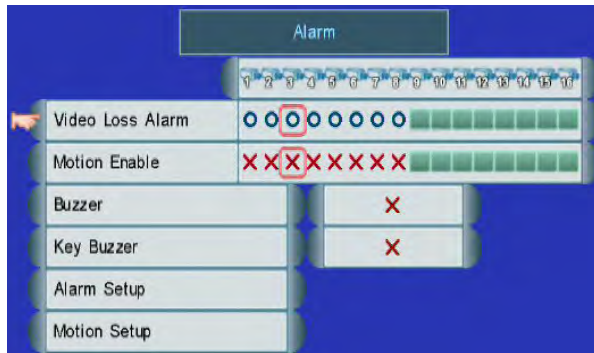 Alarm
1 2 3 4 5 6 7 8 9 10 11 12 13 14 15 16
Video Loss Alarm O O O O O O O O
Motion Enable X X X X X X X X
Buzzer X
Key Buzzer X
Alarm Setup
Motion Setup